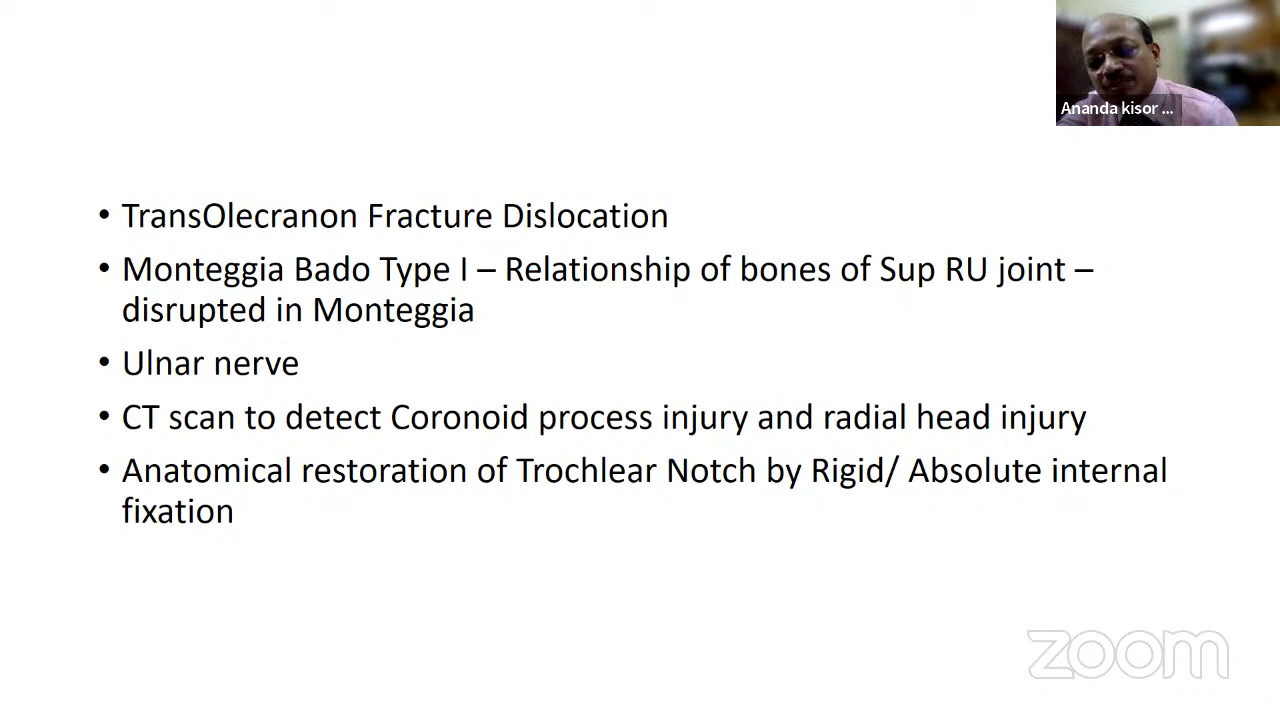 Ananda kisor ...
• TransOlecranon Fracture Dislocation
• Monteggia Bado Type I – Relationship of bones of Sup RU joint –
disrupted in Monteggia
• Ulnar nerve
• CT scan to detect Coronoid process injury and radial head injury
• Anatomical restoration of Trochlear Notch by Rigid/ Absolute internal
fixation
zoom